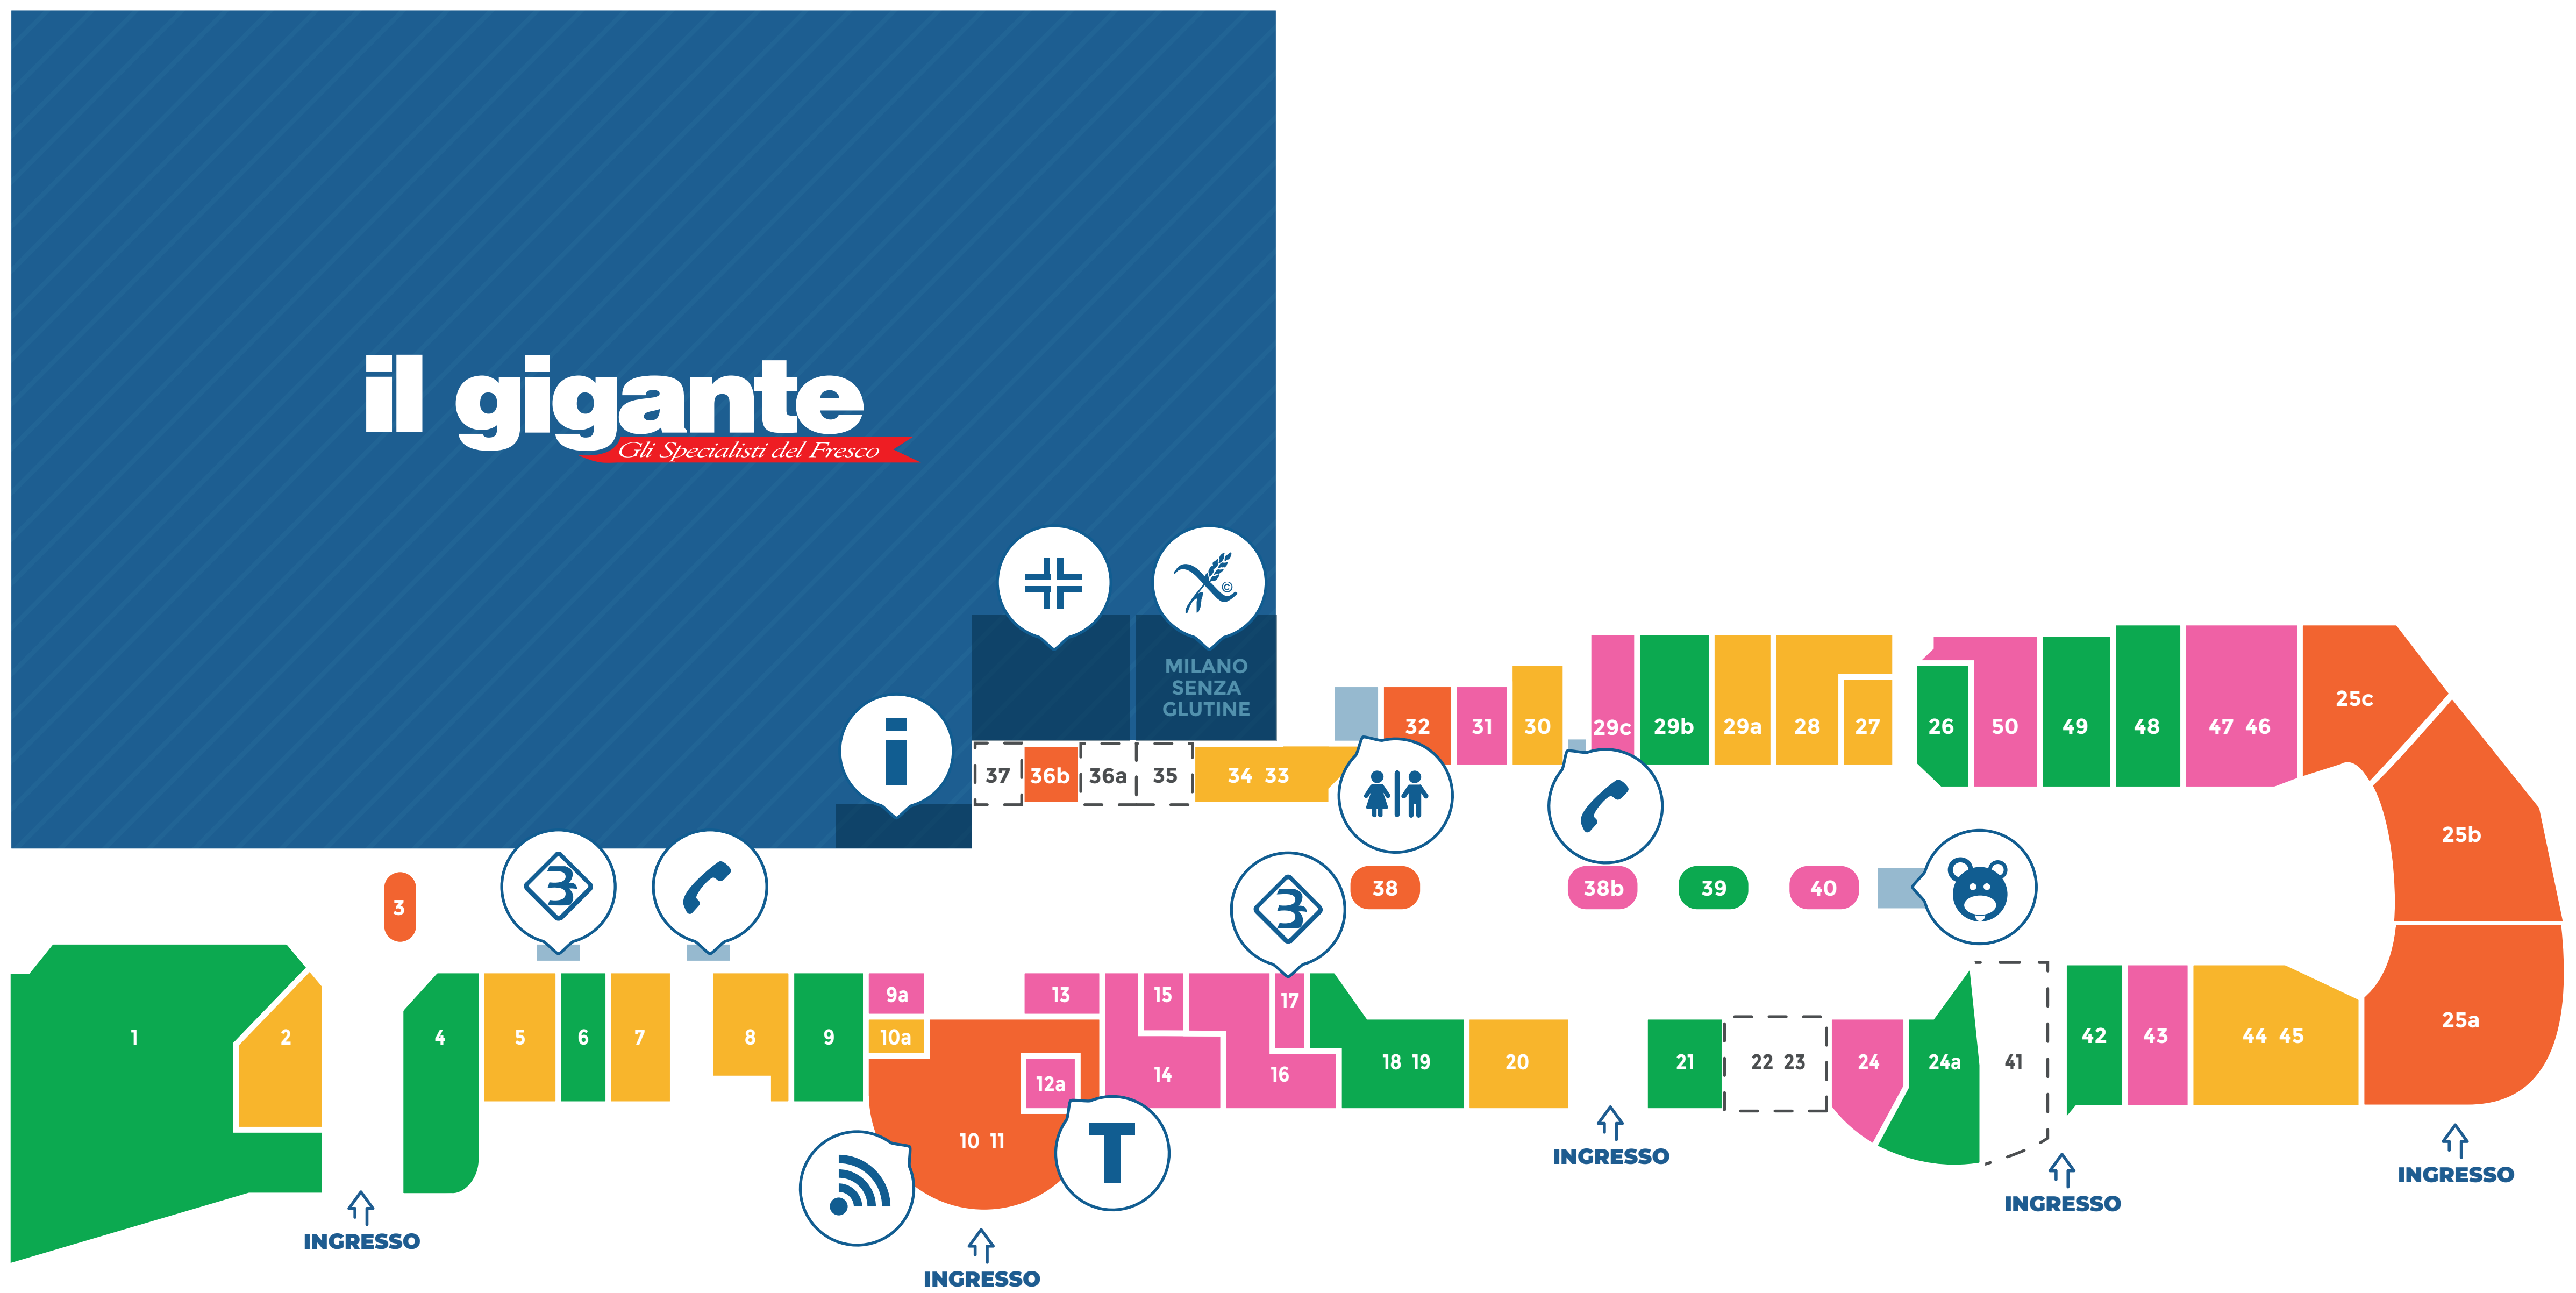 il gigante
Gli Specialisti del Fresco
©
MILANO
SENZA
GLUTINE
i
37
36b
36a
35
34 33
32
31
30
29c
29b
29a
28
27
26
50
49
48
47 46
25c
25b
25a
3
38
38b
39
40
1
2
4
5
6
7
8
9
9a
10a
10 11
12a
13
14
15
16
17
18 19
20
21
22 23
24
24a
41
42
43
44 45
T
INGRESSO
INGRESSO
INGRESSO
INGRESSO
INGRESSO